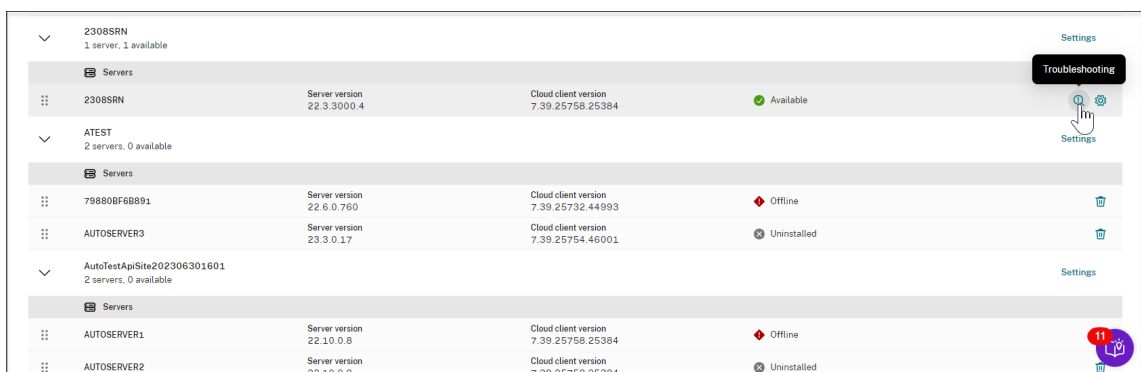 2308SRN
1 server, 1 available
Settings
Servers
Troubleshooting
2308SRN
Server version
22.3.3000.4
Cloud client version
7.39.25758.25384
Available
ATEST
2 servers, 0 available
Settings
Servers
79880BF6B891
Server version
22.6.0.760
Cloud client version
7.39.25732.44993
Offline
AUTOSERVER3
Server version
23.3.0.17
Cloud client version
7.39.25754.46001
Uninstalled
AutoTestApiSite202306301601
2 servers, 0 available
Settings
Servers
AUTOSERVER1
Server version
22.10.0.8
Cloud client version
7.39.25758.25384
Offline
11
AUTOSERVER2
Server version
Cloud client version
Uninstalled